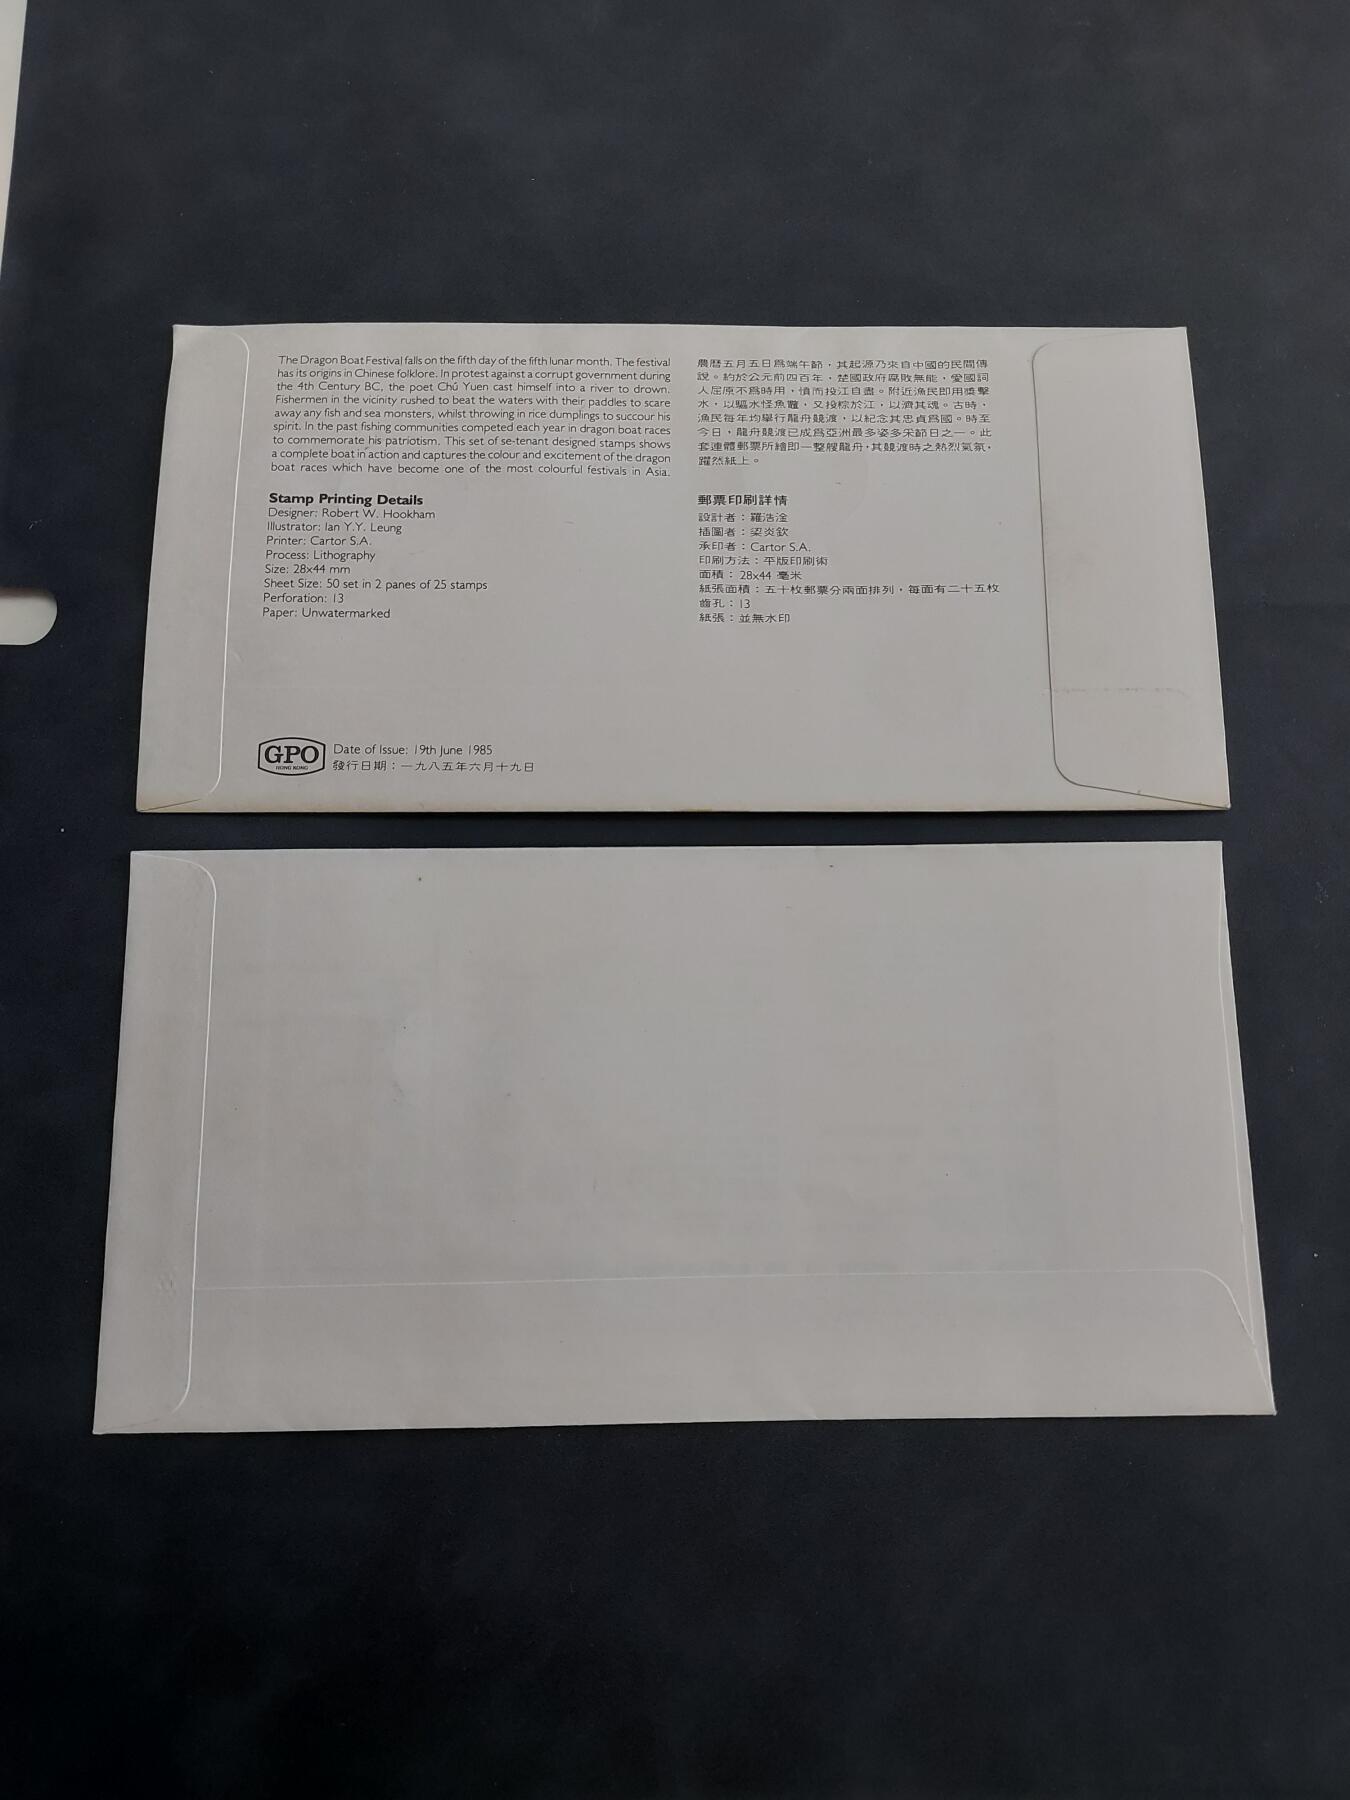 The Dragon Boat Festival falls on the fifth day of the fifth lunar month. The festival
has its origins in Chinese folklore. In protest against a corrupt government during
the 4th Century BC, the poet Chú Yuen cast himself into a river to drown.
Fishermen in the vicinity rushed to beat the waters with their paddles to scare
away any fish and sea monsters, whilst throwing in rice dumplings to succour his
spirit. In the past fishing communities competed each year in dragon boat races
to commemorate his patriotism. This set of se-tenant designed stamps shows
a complete boat in action and captures the colour and excitement of the dragon
boat races which have become one of the most colourful festivals in Asia.
Stamp Printing Details
Designer: Robert W. Hookham
Illustrator: Ian Y.Y. Leung
Printer: Cartor S.A.
Process: Lithography
Size: 28x44 mm
Sheet Size: 50 set in 2 panes of 25 stamps
Perforation: 13
Paper: Unwatermarked
農曆五月五日爲端午節，其起源乃來自中國的民間傳
說。約於公元前四百年，楚國政府腐敗無能，愛國詞
人屈原不爲時用，憤而投江自盡。附近漁民即用槳擊
水，以驅水怪魚鼉，又投粽於江，以濟其魂。古時，
漁民每年均舉行龍舟競渡，以紀念其忠貞爲國。時至
今日，龍舟競渡已成爲亞洲最多姿多采節日之一。此
套連體郵票所繪即一整艘龍舟，其競渡時之熱烈氣氛，
躍然紙上。
郵票印刷詳情
設計者：羅浩淦
插圖者：梁炎欽
承印者：Cartor S.A.
印刷方法：平版印刷術
面積：28x44 毫米
紙張面積：五十枚郵票分兩面排列，每面有二十五枚
齒孔：13
紙張：並無水印
GPO
HONG KONG
Date of Issue: 19th June 1985
發行日期：一九八五年六月十九日